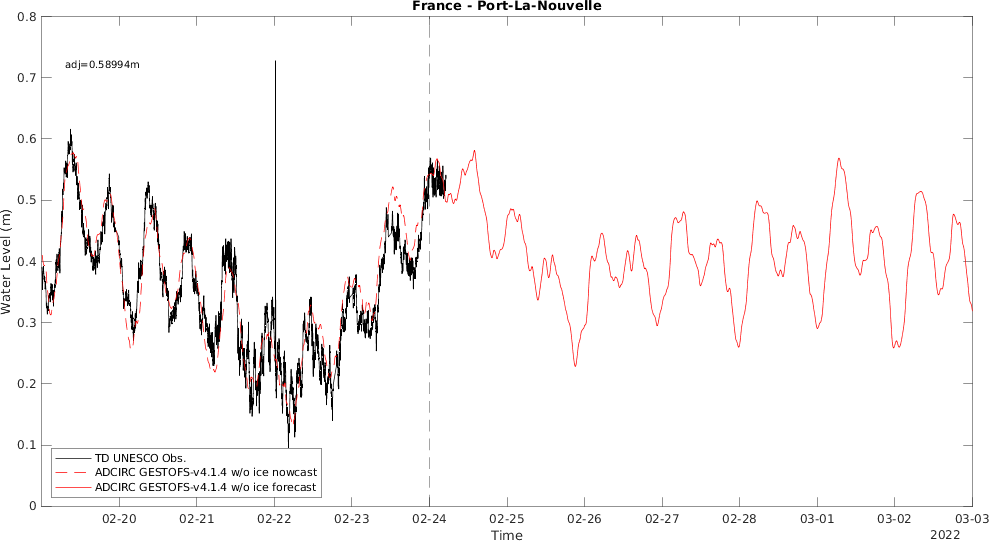 France - Port-La-Nouvelle
0.8
0.7
0.6
0.5
0.4
0.3
0.2
0.1
0
Water Level (m)
adj=0.58994m
TD UNESCO Obs.
ADCIRC GESTOFS-v4.1.4 w/o ice nowcast
ADCIRC GESTOFS-v4.1.4 w/o ice forecast
02-20 02-21 02-22 02-23 02-24 02-25 02-26 02-27 02-28 03-01 03-02 03-03
Time
2022